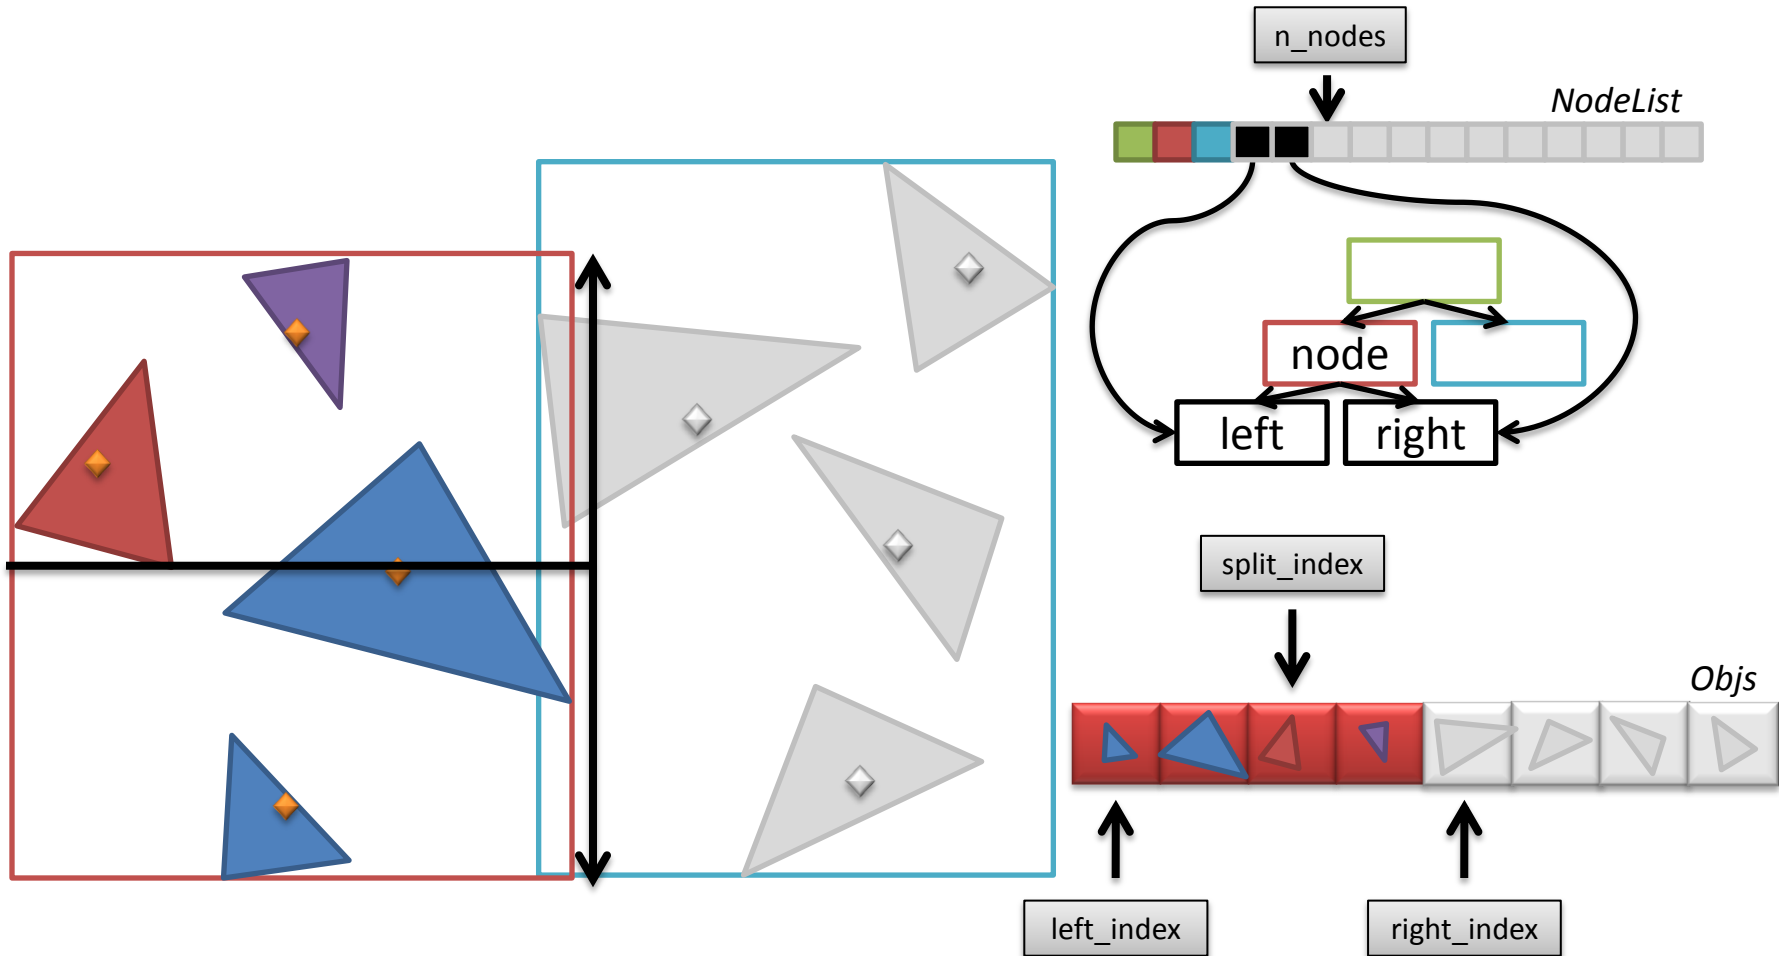 n_nodes
NodeList
node
left
right
split_index
Objs
left_index
right_index